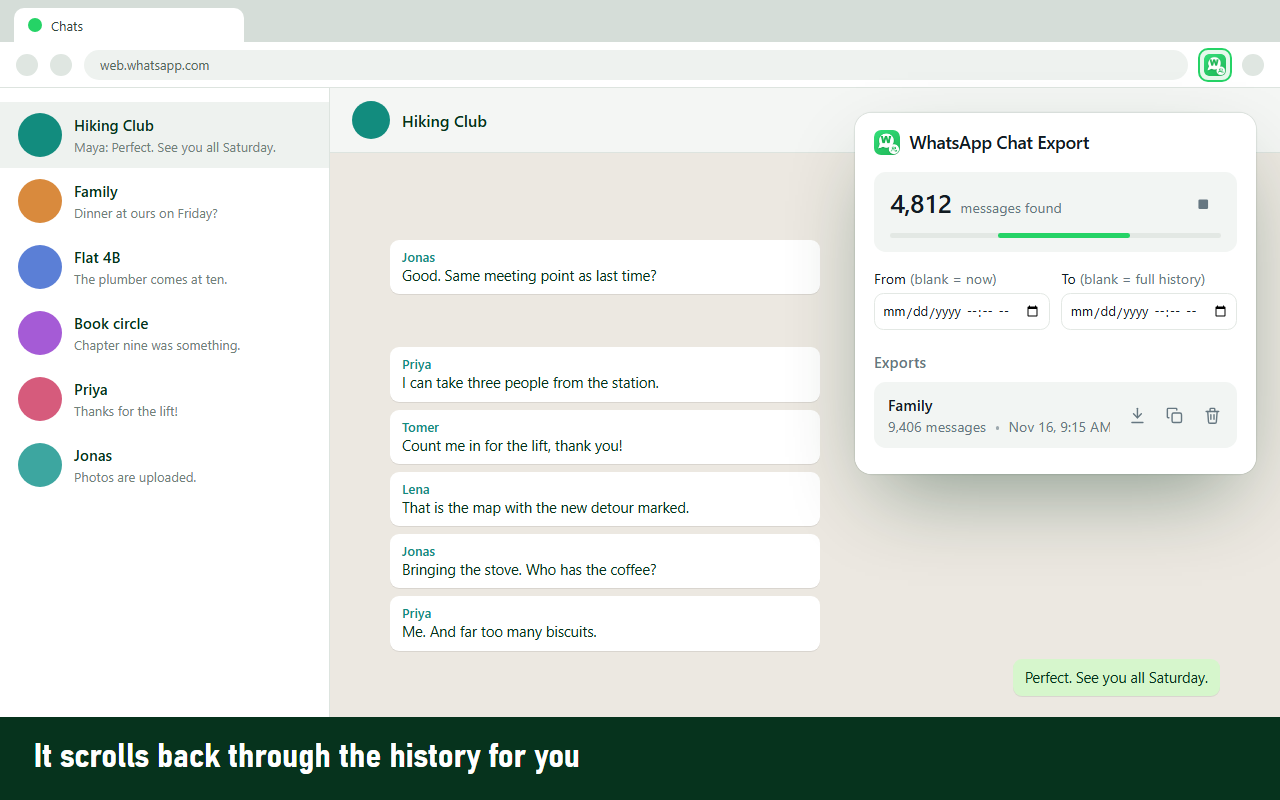 Chats
web.whatsapp.com
Hiking Club
Maya: Perfect. See you all Saturday.
Family
Dinner at ours on Friday?
Flat 4B
The plumber comes at ten.
Book circle
Chapter nine was something.
Priya
Thanks for the lift!
Jonas
Photos are uploaded.
Hiking Club
Jonas
Good. Same meeting point as last time?
Priya
I can take three people from the station.
Tomer
Count me in for the lift, thank you!
Lena
That is the map with the new detour marked.
Jonas
Bringing the stove. Who has the coffee?
Priya
Me. And far too many biscuits.
Perfect. See you all Saturday.
WhatsApp Chat Export
4,812 messages found
From (blank = now)
To (blank = full history)
mm/dd/yyyy --:-- --
mm/dd/yyyy --:-- --
Exports
Family
9,406 messages • Nov 16, 9:15 AM
It scrolls back through the history for you